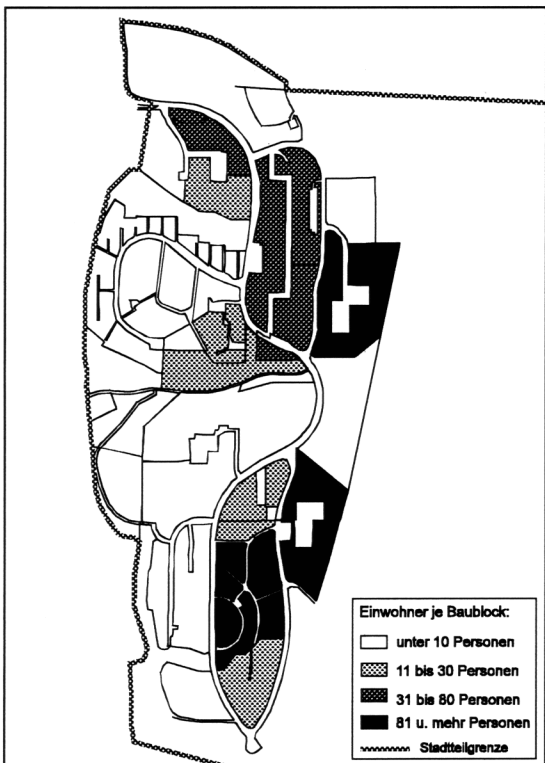 Einwohner je Baublock:
unter 10 Personen
11 bis 30 Personen
31 bis 80 Personen
81 u. mehr Personen
Stadtteilgrenze